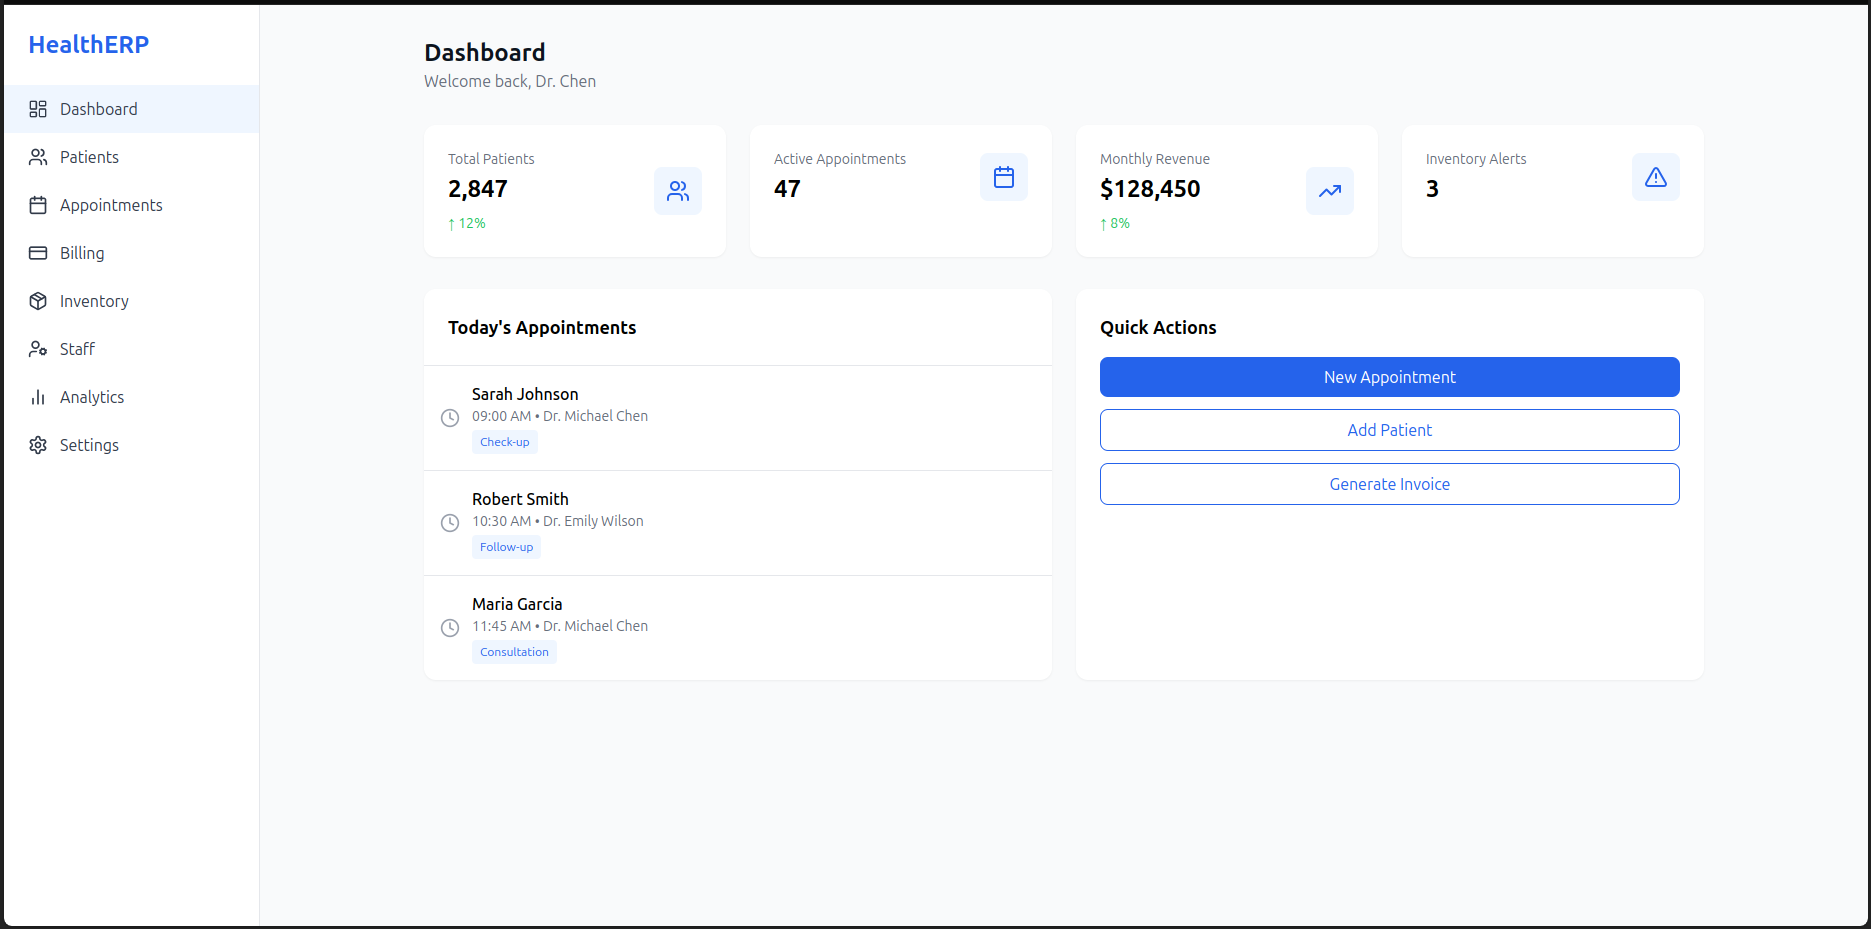 HealthERP
Dashboard
Patients
Appointments
Billing
Inventory
Staff
Analytics
Settings
Dashboard
Welcome back, Dr. Chen
Total Patients
2,847
↑ 12%
Active Appointments
47
Monthly Revenue
$128,450
↑ 8%
Inventory Alerts
3
Today's Appointments
Sarah Johnson
09:00 AM • Dr. Michael Chen
Check-up
Robert Smith
10:30 AM • Dr. Emily Wilson
Follow-up
Maria Garcia
11:45 AM • Dr. Michael Chen
Consultation
Quick Actions
New Appointment
Add Patient
Generate Invoice